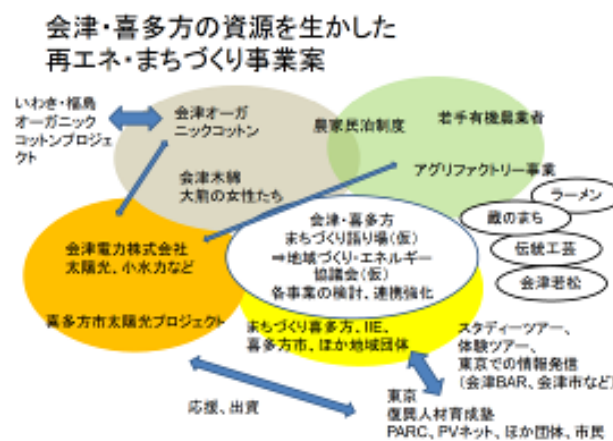 会津・喜多方の資源を生かした
再エネ・まちづくり事業案
いわき・福島
オーガニック
コットンプロジェ
クト
会津オーガ
ニックコットン
農家民泊制度
若手有機農業者
会津木綿
大熊の女性たち
アグリファクトリー事業
ラーメン
蔵のまち
伝統工芸
会津若松
会津・喜多方
まちづくり語り場(仮)
⇒地域づくり・エネルギー
協議会(仮)
各事業の検討、連携強化
会津電力株式会社
太陽光、小水力など
喜多方市太陽光プロジェクト
まちづくり喜多方、IIE、
喜多方市、ほか地域団体
スタディーツアー、
体験ツアー、
東京での情報発信
(会津BAR、会津市など)
応援、出資
東京
復興人材育成塾
PARC、PVネット、ほか団体、市民